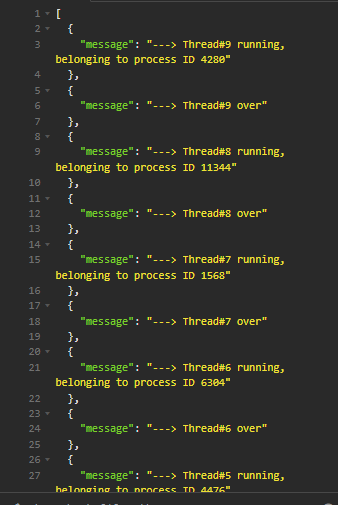 1 [
2 {
3 "message": "---> Thread#9 running,
belonging to process ID 4280"
4 },
5 {
6 "message": "---> Thread#9 over"
7 },
8 {
9 "message": "---> Thread#8 running,
belonging to process ID 11344"
10 },
11 {
12 "message": "---> Thread#8 over"
13 },
14 {
15 "message": "---> Thread#7 running,
belonging to process ID 1568"
16 },
17 {
18 "message": "---> Thread#7 over"
19 },
20 {
21 "message": "---> Thread#6 running,
belonging to process ID 6304"
22 },
23 {
24 "message": "---> Thread#6 over"
25 },
26 {
27 "message": "---> Thread#5 running,
belonging to process ID 4476"